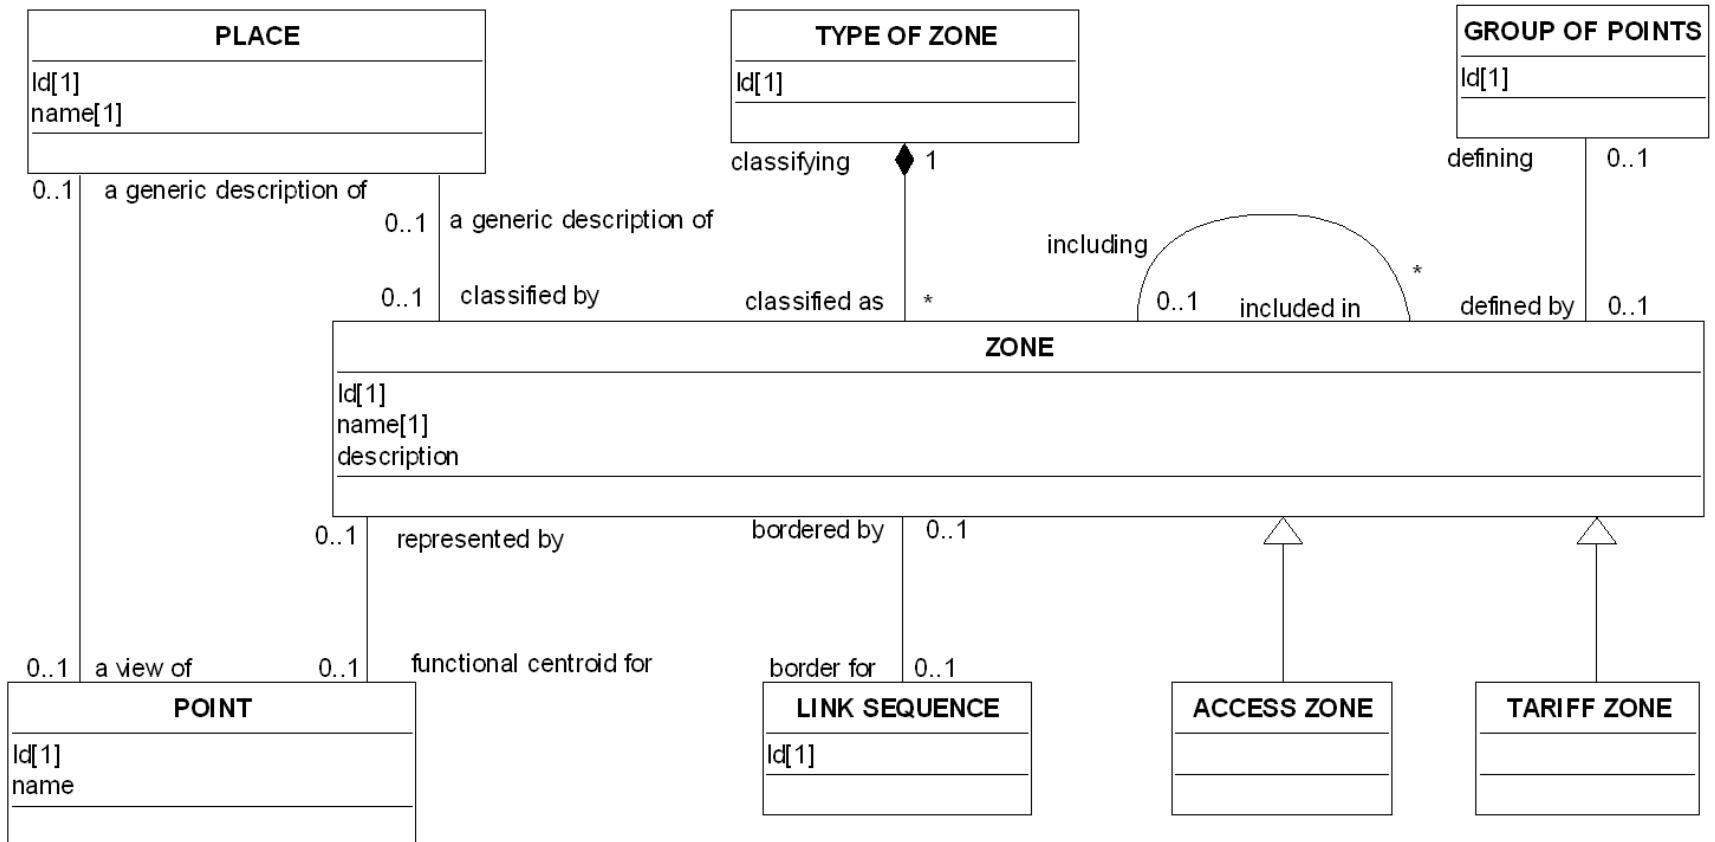 PLACE
Id[1]
name[1]
TYPE OF ZONE
Id[1]
GROUP OF POINTS
Id[1]
classifying 1
defining 0..1
0..1 a generic description of
0..1 a generic description of
including
*
0..1 classified by
classified as *
0..1 included in
defined by 0..1
ZONE
Id[1]
name[1]
description
0..1 represented by
bordered by 0..1
0..1 a view of
0..1 functional centroid for
border for 0..1
POINT
Id[1]
name
LINK SEQUENCE
Id[1]
ACCESS ZONE
TARIFF ZONE